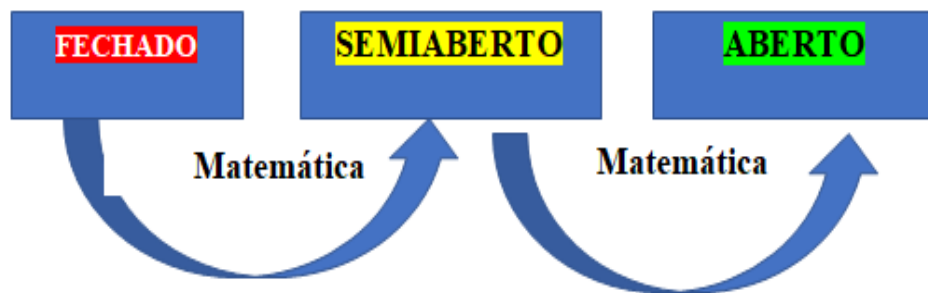 FECHADO
SEMIABERTO
ABERTO
Matemática
Matemática